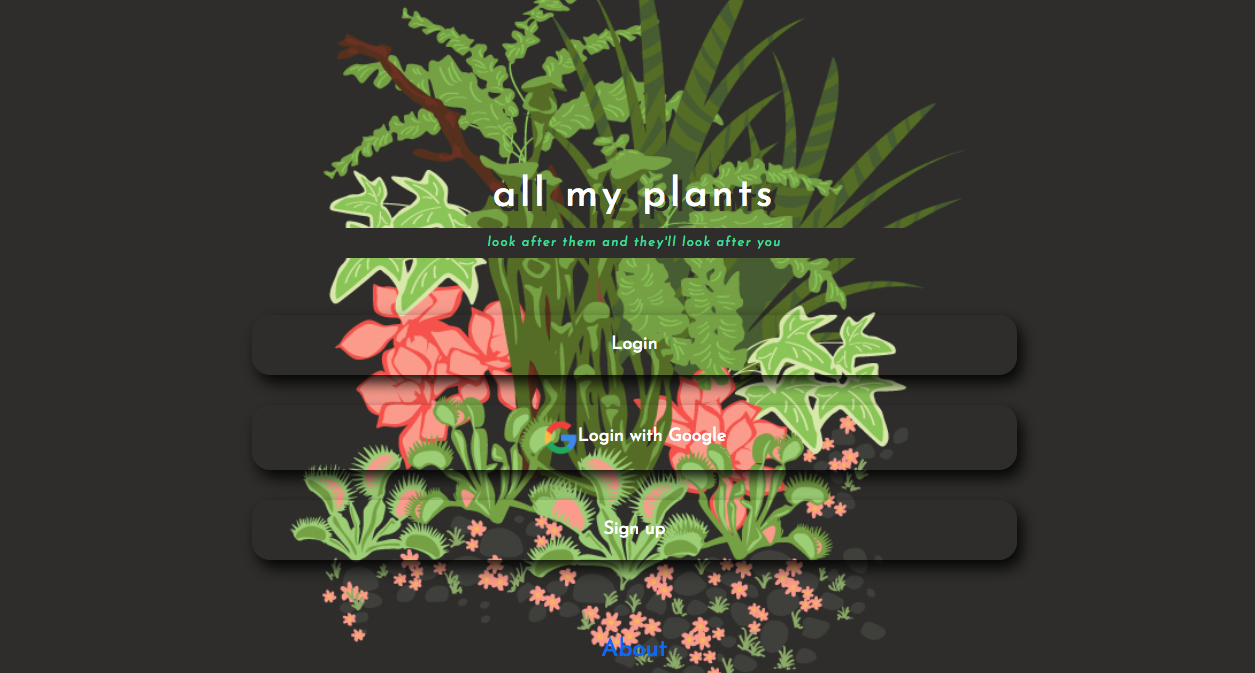 all my plants
look after them and they'll look after you
Login
Login with Google
Sign up
About